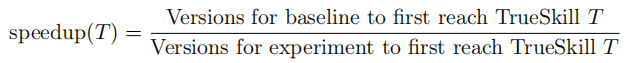 speedup(T) = Versions for baseline to first reach TrueSkill T
Versions for experiment to first reach TrueSkill T